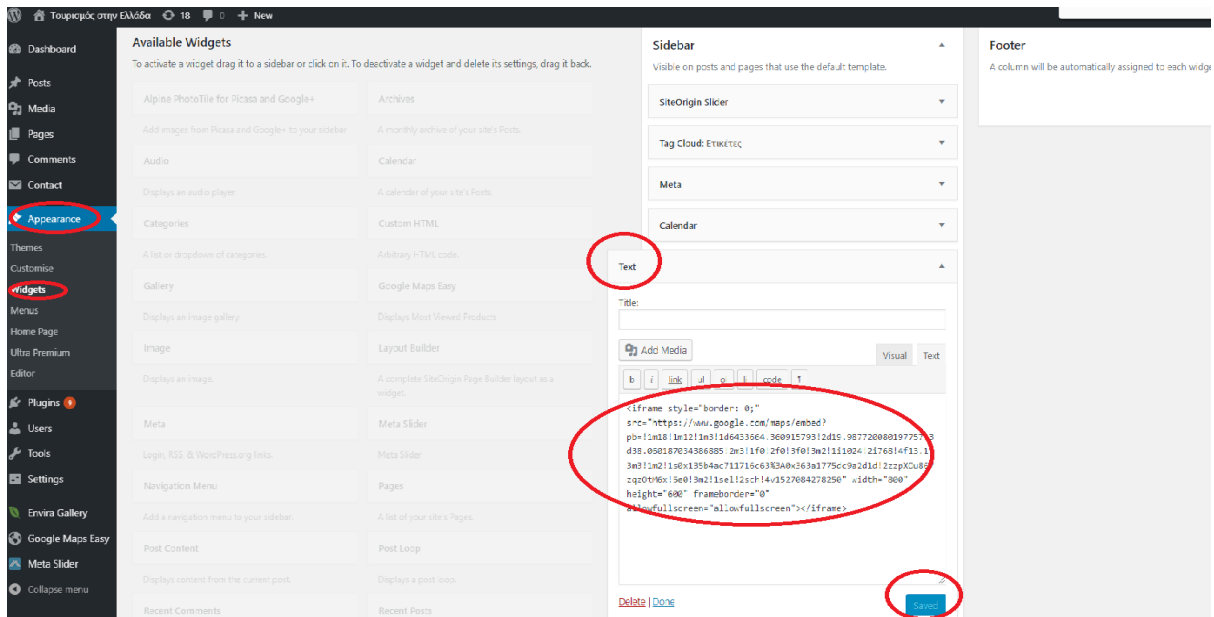 Τουρισμός στην Ελλάδα 18 0 + New
Dashboard
Posts
Media
Pages
Comments
Contact
Appearance
Themes
Customise
Widgets
Menus
Home Page
Ultra Premium
Editor
Plugins 9
Users
Tools
Settings
Envira Gallery
Google Maps Easy
Meta Slider
Collapse menu
Available Widgets
To activate a widget drag it to a sidebar or click on it. To deactivate a widget and delete its settings, drag it back.
Alpine PhotoTile for Picasa and Google+ Archives
Add images from Picasa and Google+ to your sidebar A monthly archive of your site's Posts.
Audio Calendar
Displays an audio player. A calendar of your site's Posts.
Categories Custom HTML
A list or dropdown of categories. Arbitrary HTML code.
Gallery Google Maps Easy
Displays an image gallery. Displays Most Viewed Products
Image Layout Builder
Displays an image. A complete SiteOrigin Page Builder layout as a
widget.
Meta Meta Slider
Login, RSS, & WordPress.org links. Meta Slider
Navigation Menu Pages
Add a navigation menu to your sidebar. A list of your site's Pages.
Post Content Post Loop
Displays content from the current post. Displays a post loop.
Recent Comments Recent Posts
Sidebar
Visible on posts and pages that use the default template.
SiteOrigin Slider
Tag Cloud: Ετικέτες
Meta
Calendar
Text
Title:
Add Media Visual Text
b i link ul o li code
<iframe style="border: 0;"
src="https://www.google.com/maps/embed?
height="600" frameborder="0"
allowfullscreen="allowfullscreen"></iframe>
Delete | Done Saved
Footer
A column will be automatically assigned to each widge